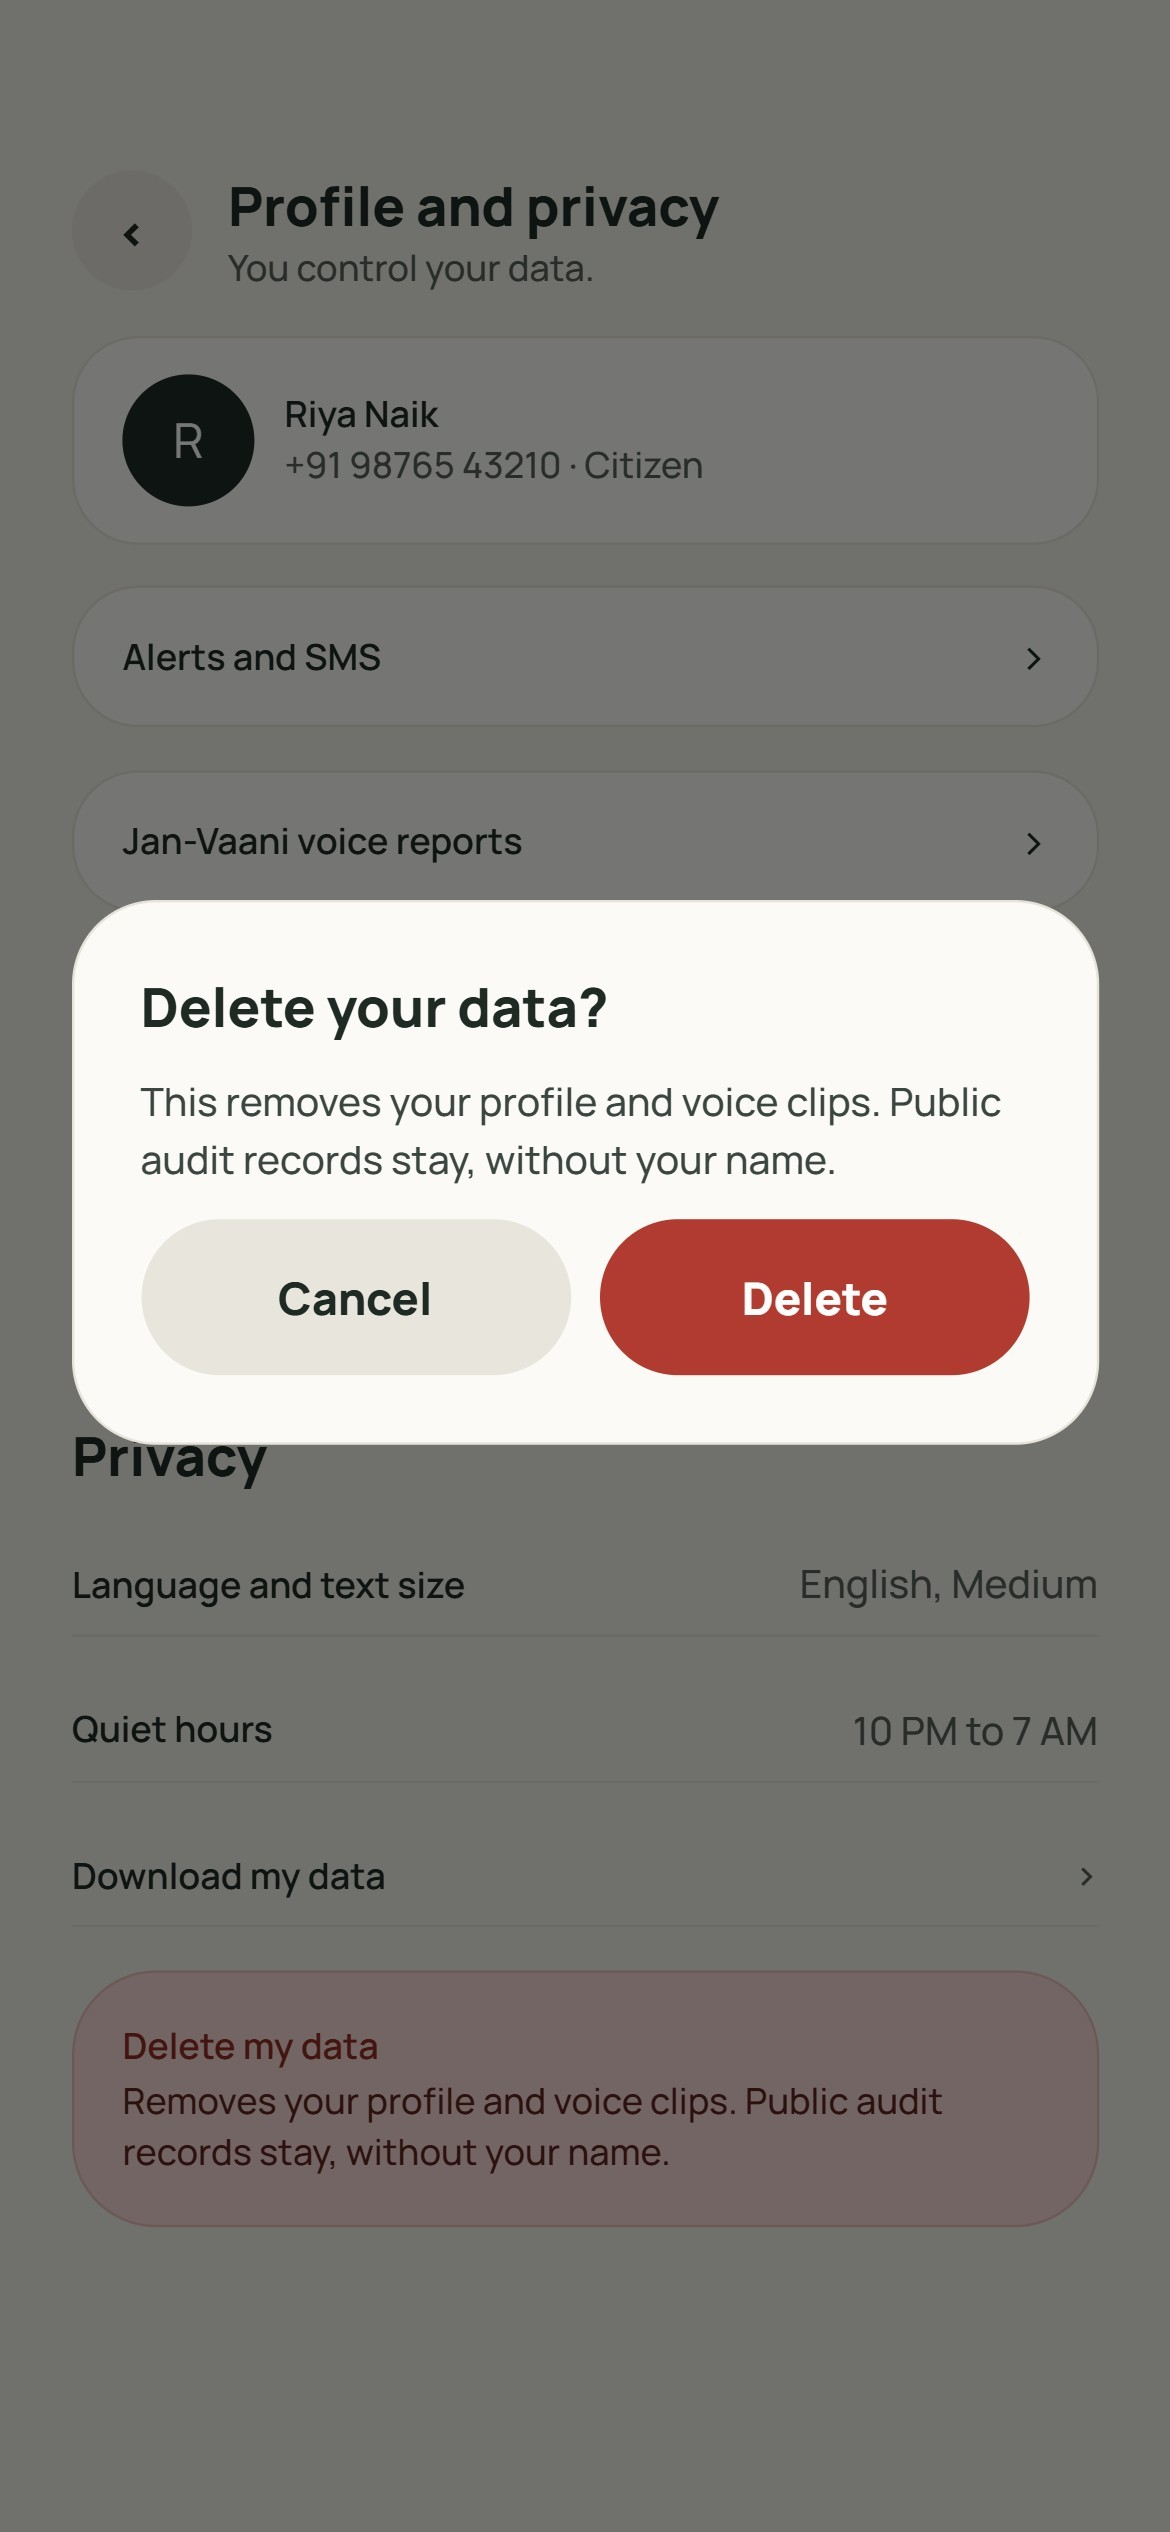 Profile and privacy
You control your data.
R
Riya Naik
+91 98765 43210 · Citizen
Alerts and SMS
Jan-Vaani voice reports
Delete your data?
This removes your profile and voice clips. Public
audit records stay, without your name.
Cancel
Delete
Privacy
Language and text size
English, Medium
Quiet hours
10 PM to 7 AM
Download my data
Delete my data
Removes your profile and voice clips. Public audit
records stay, without your name.